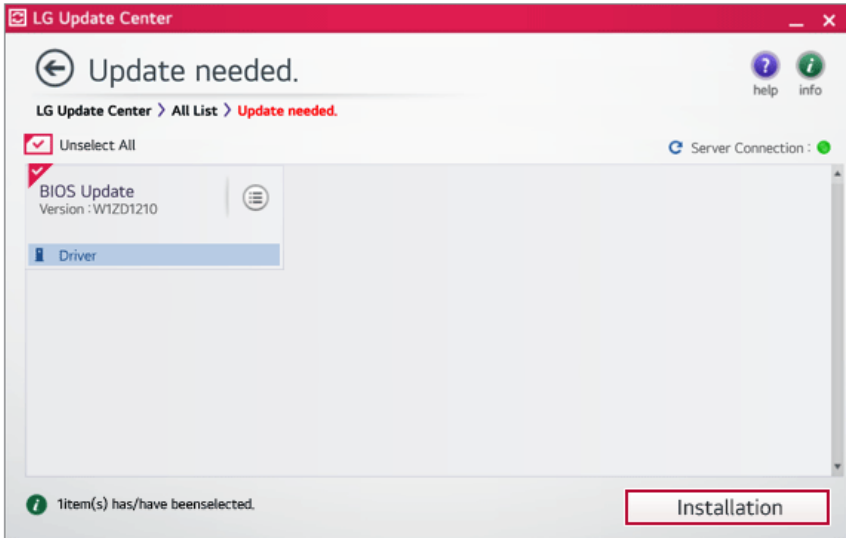 LG Update Center
Update needed.
help
info
LG Update Center > All List > Update needed.
Unselect All
Server Connection :
BIOS Update
Version : W1ZD1210
Driver
1item(s) has/have beenselected.
Installation